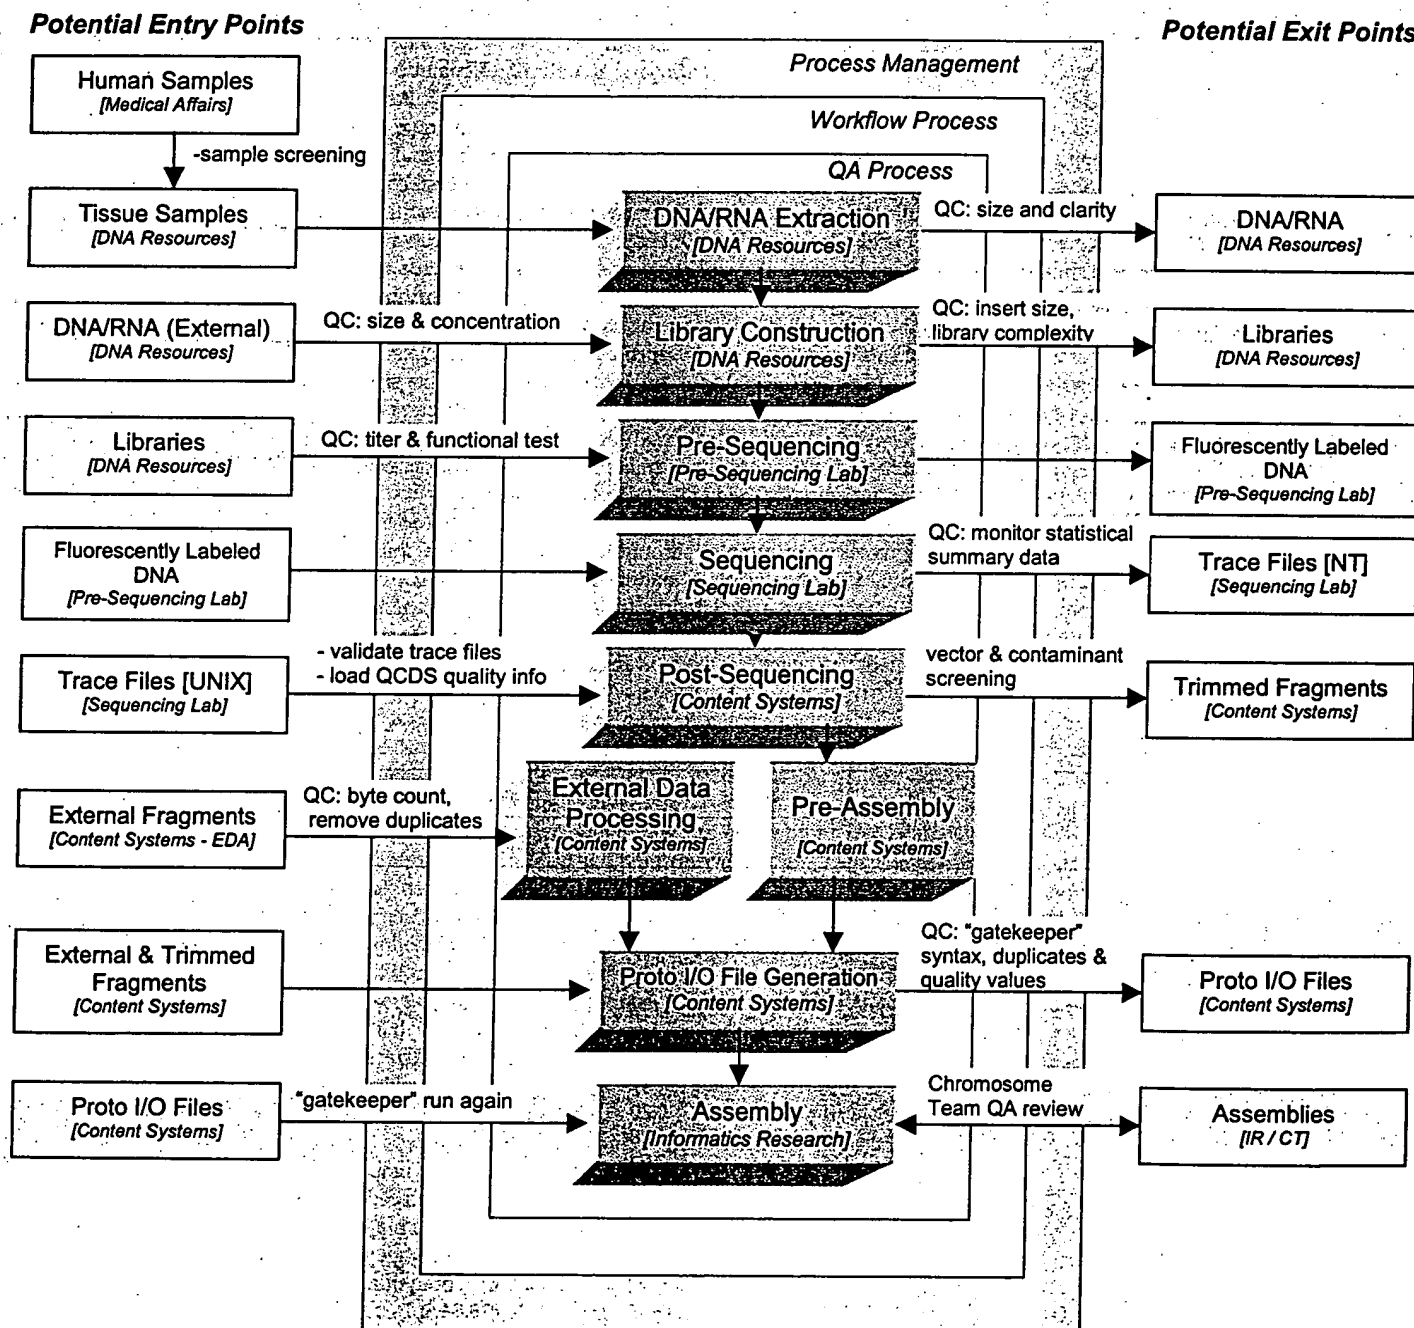 Potential Entry Points
Potential Exit Points
Process Management
Workflow Process
QA Process
Human Samples
[Medical Affairs]
-sample screening
Tissue Samples
[DNA Resources]
DNA/RNA Extraction
[DNA Resources]
QC: size and clarity
DNA/RNA
[DNA Resources]
DNA/RNA (External)
[DNA Resources]
QC: size & concentration
Library Construction
[DNA Resources]
QC: insert size,
library complexity
Libraries
[DNA Resources]
Libraries
[DNA Resources]
QC: titer & functional test
Pre-Sequencing
[Pre-Sequencing Lab]
Fluorescently Labeled
DNA
[Pre-Sequencing Lab]
Fluorescently Labeled
DNA
[Pre-Sequencing Lab]
Sequencing
[Sequencing Lab]
QC: monitor statistical
summary data
Trace Files [NT]
[Sequencing Lab]
Trace Files [UNIX]
[Sequencing Lab]
- validate trace files
- load QCDS quality info
Post-Sequencing
[Content Systems]
vector & contaminant
screening
Trimmed Fragments
[Content Systems]
External Fragments
[Content Systems - EDA]
QC: byte count,
remove duplicates
External Data
Processing
[Content Systems]
Pre-Assembly
[Content Systems]
External & Trimmed
Fragments
[Content Systems]
Proto I/O File Generation
[Content Systems]
QC: "gatekeeper"
syntax, duplicates &
quality values
Proto I/O Files
[Content Systems]
Proto I/O Files
[Content Systems]
"gatekeeper" run again
Assembly
[Informatics Research]
Chromosome
Team QA review
Assemblies
[IR / CT]